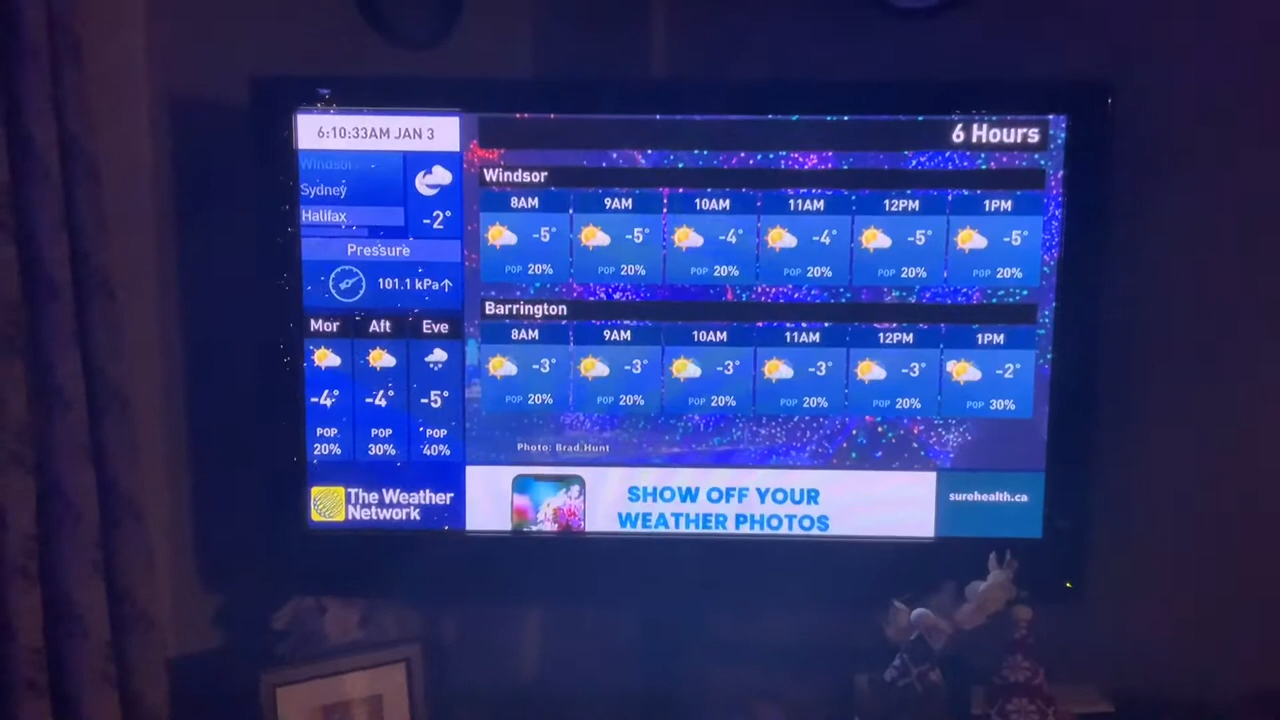 6:10:33AM JAN 3
6 Hours
Windsor
Sydney
Halifax
-2°
Pressure
101.1 kPa↑
Mor Aft Eve
-4° -4° -5°
POP POP POP
20% 30% 40%
The Weather
Network
Windsor
8AM 9AM 10AM 11AM 12PM 1PM
-5° -5° -4° -4° -5° -5°
POP 20% POP 20% POP 20% POP 20% POP 20% POP 20%
Barrington
8AM 9AM 10AM 11AM 12PM 1PM
-3° -3° -3° -3° -3° -2°
POP 20% POP 20% POP 20% POP 20% POP 20% POP 30%
Photo: Brad Hunt
SHOW OFF YOUR
WEATHER PHOTOS
surehealth.ca